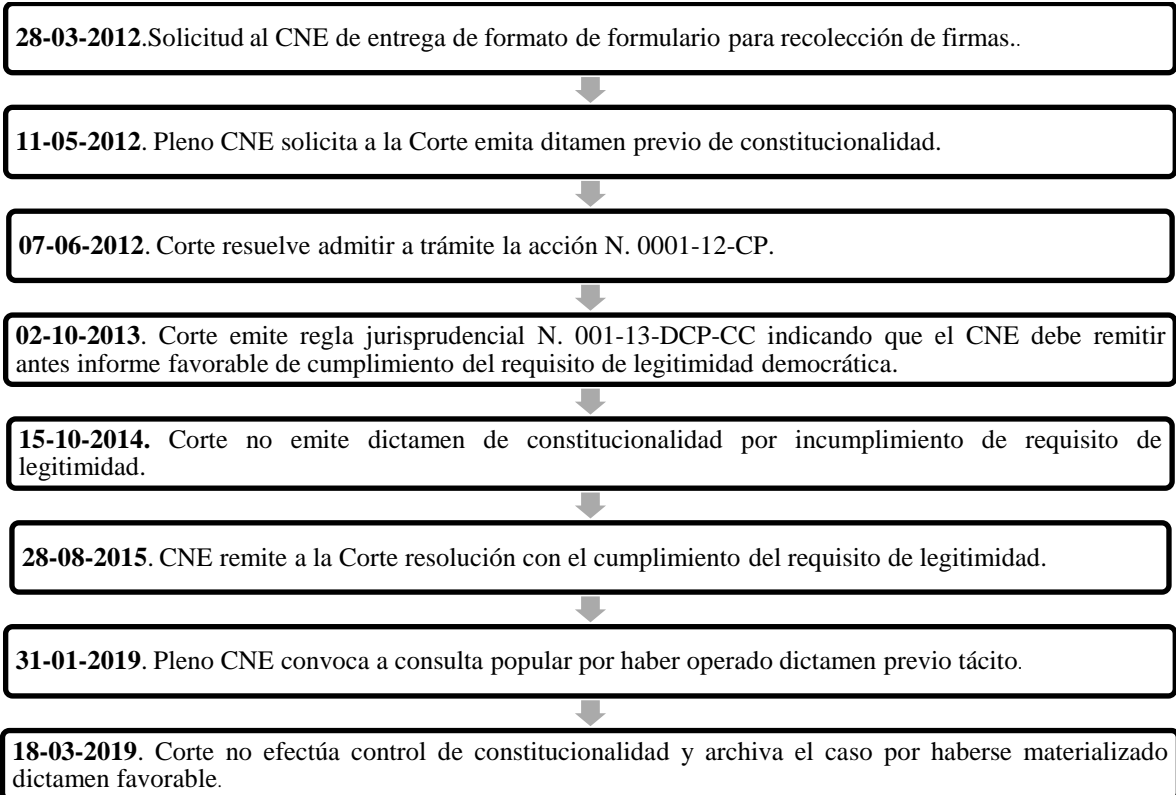 28-03-2012.Solicitud al CNE de entrega de formato de formulario para recolección de firmas..
11-05-2012. Pleno CNE solicita a la Corte emita ditamen previo de constitucionalidad.
07-06-2012. Corte resuelve admitir a trámite la acción N. 0001-12-CP.
02-10-2013. Corte emite regla jurisprudencial N. 001-13-DCP-CC indicando que el CNE debe remitir
antes informe favorable de cumplimiento del requisito de legitimidad democrática.
15-10-2014. Corte no emite dictamen de constitucionalidad por incumplimiento de requisito de
legitimidad.
28-08-2015. CNE remite a la Corte resolución con el cumplimiento del requisito de legitimidad.
31-01-2019. Pleno CNE convoca a consulta popular por haber operado dictamen previo tácito.
18-03-2019. Corte no efectúa control de constitucionalidad y archiva el caso por haberse materializado
dictamen favorable.